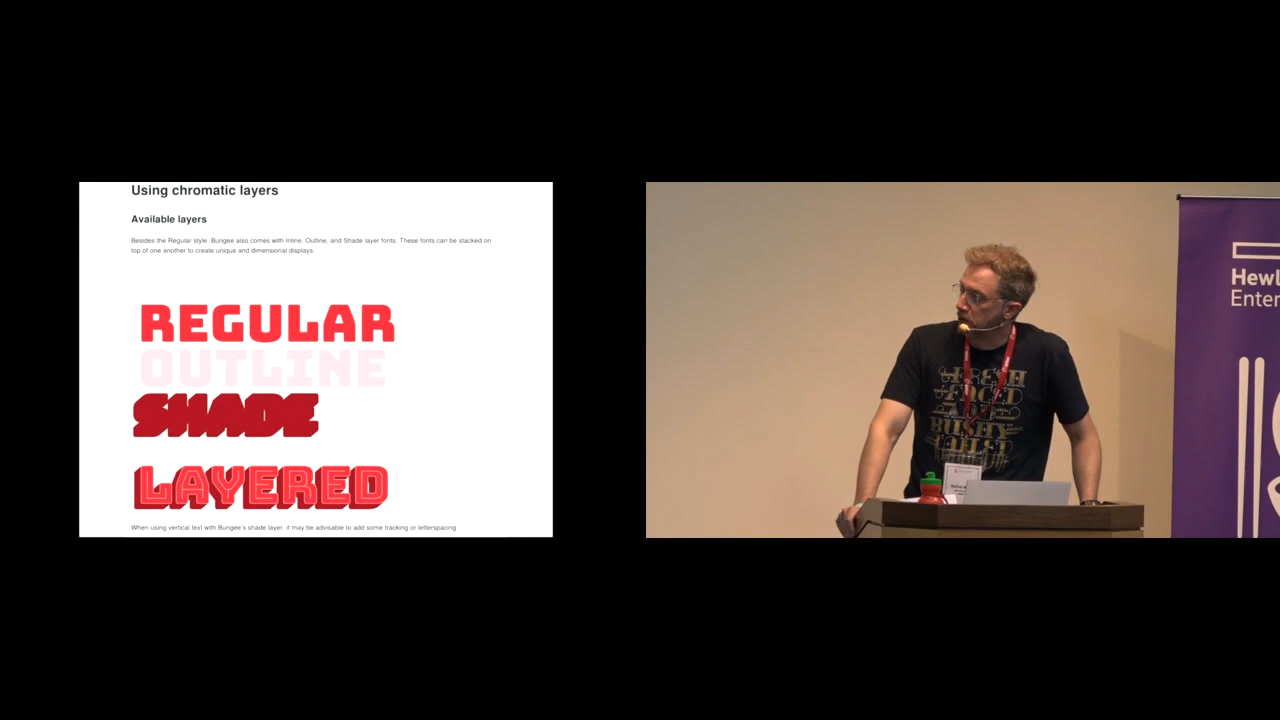 Using chromatic layers
Available layers
Besides the Regular style, Bungee also comes with Inline, Outline, and Shade layer fonts. These fonts can be stacked on
top of one another to create unique and dimensional displays
REGULAR
OUTLINE
SHADE
LAYERED
When using vertical text with Bungee's shade layer, it may be advisable to add some tracking or letterspacing
FRESH
FACED
BUSHY
Hewl
Enter